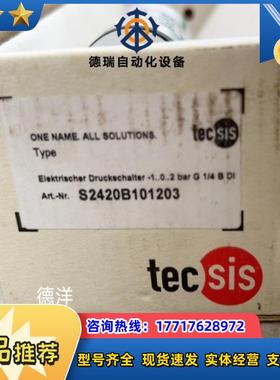 德瑞自动化设备
ONE NAME. ALL SOLUTIONS.
tecsis
Type
Elektrischer Druckschalter -1..0..2 bar G 1/4 B DI
Art.-Nr. S2420B101203
tecsis
德洋
咨询热线：17717628972
品推荐
型号齐全 现货速发 实体经营 支持